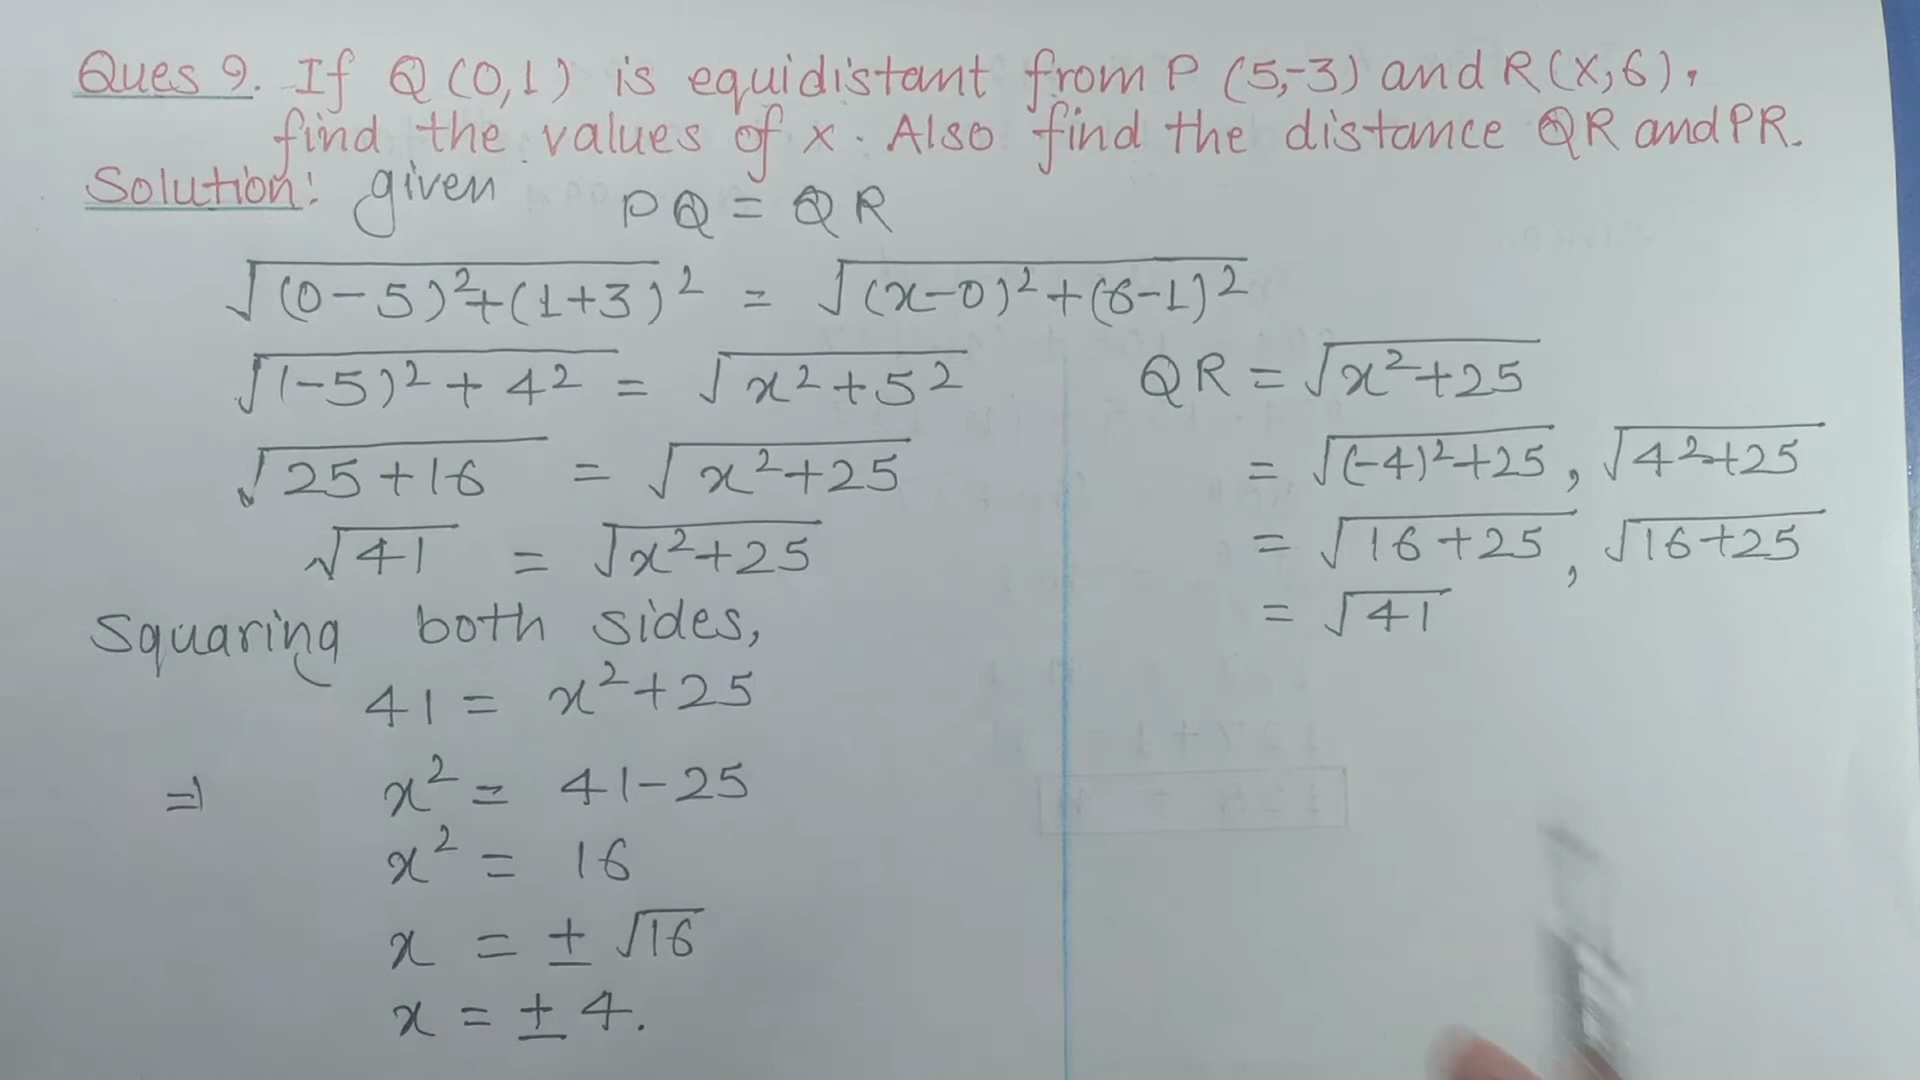 Ques 9. If Q(0,1) is equidistant from P (5,-3) and R(x,6),
find the values of x. Also find the distance QR and PR.
Solution: given PQ = QR
√(0-5)²+(1+3)² = √(x-0)²+(6-1)²
√(-5)²+4² = √x²+5²
√25+16 = √x²+25
√41 = √x²+25
Squaring both sides,
41 = x²+25
⇒ x² = 41-25
x² = 16
x = ± √16
x = ± 4.
QR = √x²+25
= √(-4)²+25, √4²+25
= √16+25, √16+25
= √41